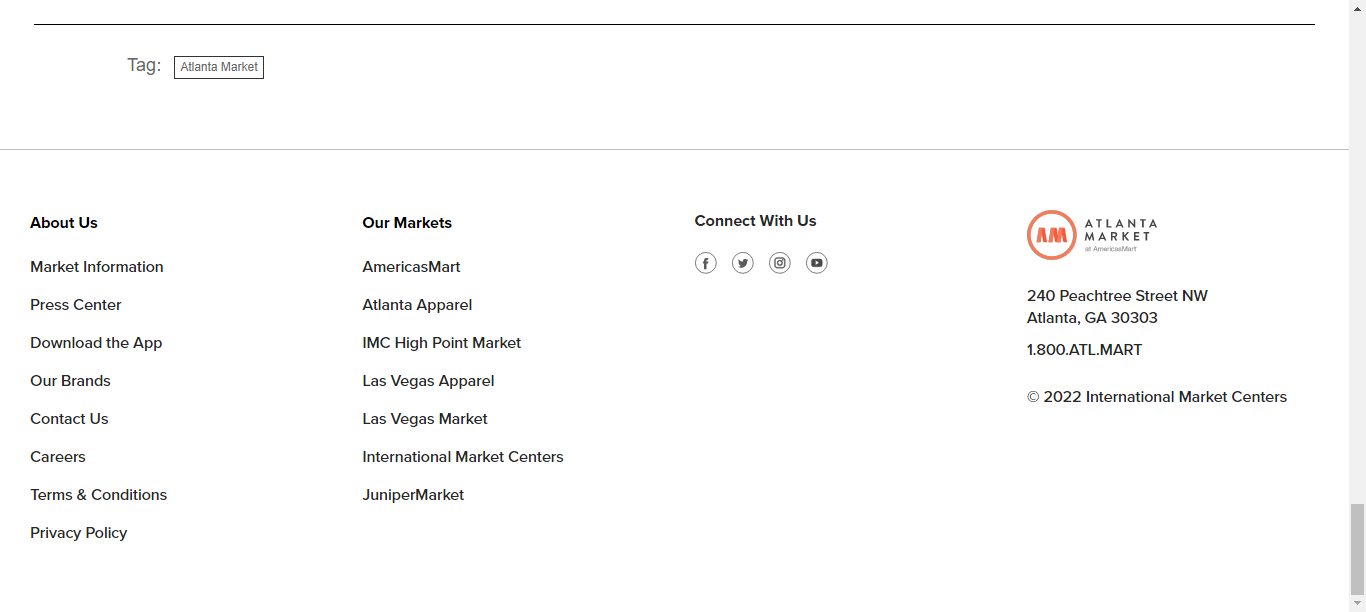 Tag: Atlanta Market
About Us
Market Information
Press Center
Download the App
Our Brands
Contact Us
Careers
Terms & Conditions
Privacy Policy
Our Markets
AmericasMart
Atlanta Apparel
IMC High Point Market
Las Vegas Apparel
Las Vegas Market
International Market Centers
JuniperMarket
Connect With Us
AM
ATLANTA
MARKET
at AmericasMart
240 Peachtree Street NW
Atlanta, GA 30303
1.800.ATL.MART
© 2022 International Market Centers